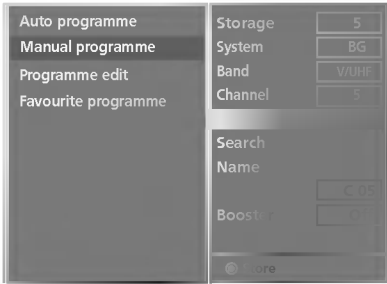 Auto programme
Manual programme
Programme edit
Favourite programme
Storage 5
System BG
Band V/UHF
Channel 5
Search
Name
C 05
Booster
More